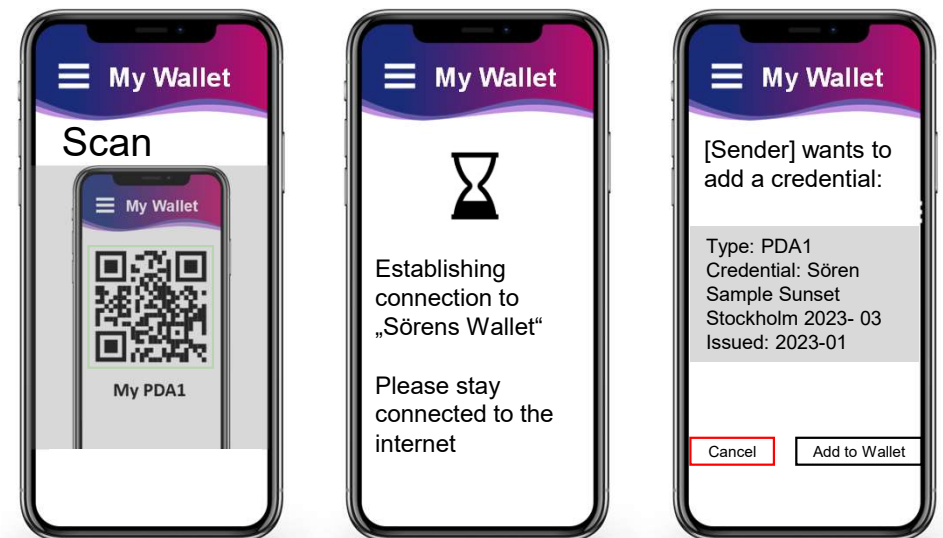 My Wallet
Scan
My Wallet
My PDA1
My Wallet
Establishing
connection to
„Sörens Wallet“
Please stay
connected to the
internet
My Wallet
[Sender] wants to
add a credential:
Type: PDA1
Credential: Sören
Sample Sunset
Stockholm 2023- 03
Issued: 2023-01
Cancel
Add to Wallet